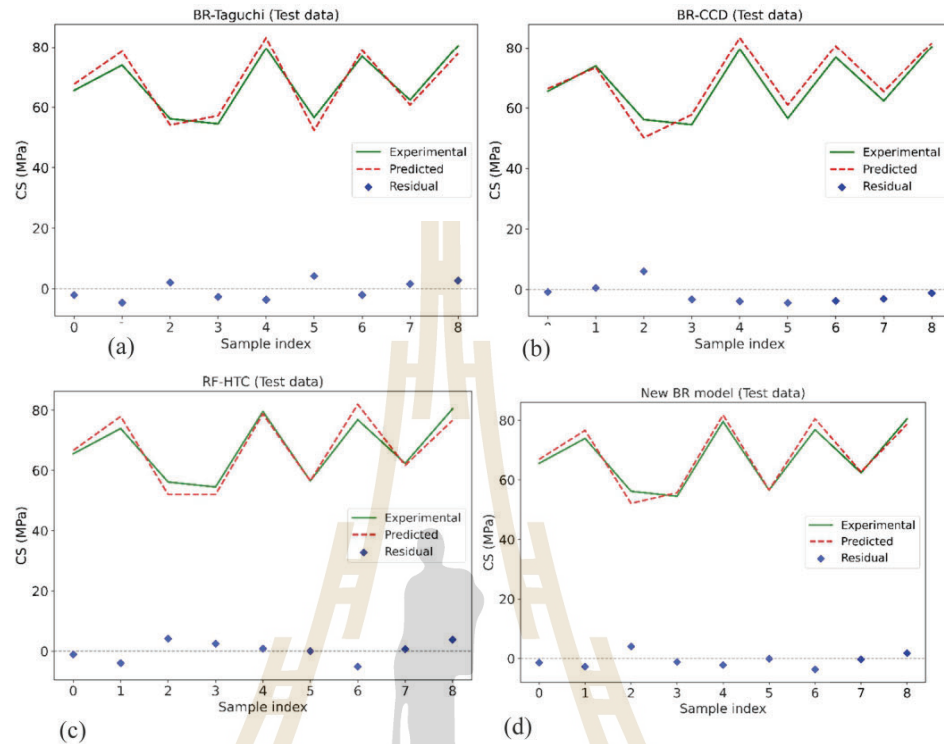 BR-Taguchi (Test data)
CS (MPa)
80
60
40
20
0
Experimental
Predicted
Residual
0 2 3 4 5 6 7 8
Sample index
(a)
BR-CCD (Test data)
CS (MPa)
80
60
40
20
0
Experimental
Predicted
Residual
1 2 3 4 5 6 7 8
Sample index
(b)
RF-HTC (Test data)
CS (MPa)
80
60
40
20
0
Experimental
Predicted
Residual
0 1 2 3 4 5 6 7 8
Sample index
(c)
New BR model (Test data)
CS (MPa)
80
60
40
20
0
Experimental
Predicted
Residual
0 1 2 3 4 5 6 7 8
Sample index
(d)